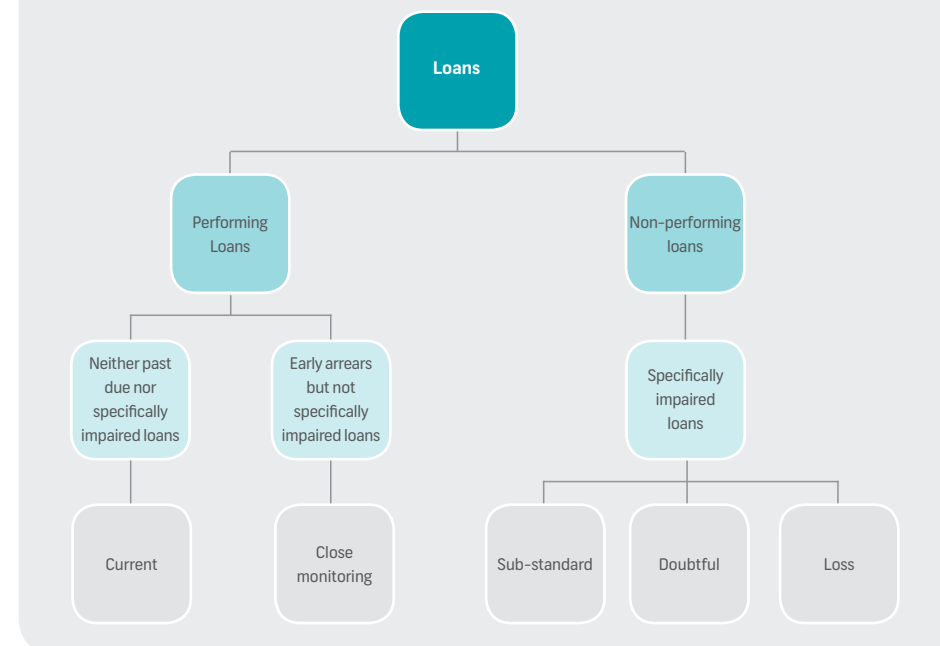 Loans
Performing
Loans
Non-performing
loans
Neither past
due nor
specifically
impaired loans
Early arrears
but not
specifically
impaired loans
Specifically
impaired
loans
Current
Close
monitoring
Sub-standard
Doubtful
Loss